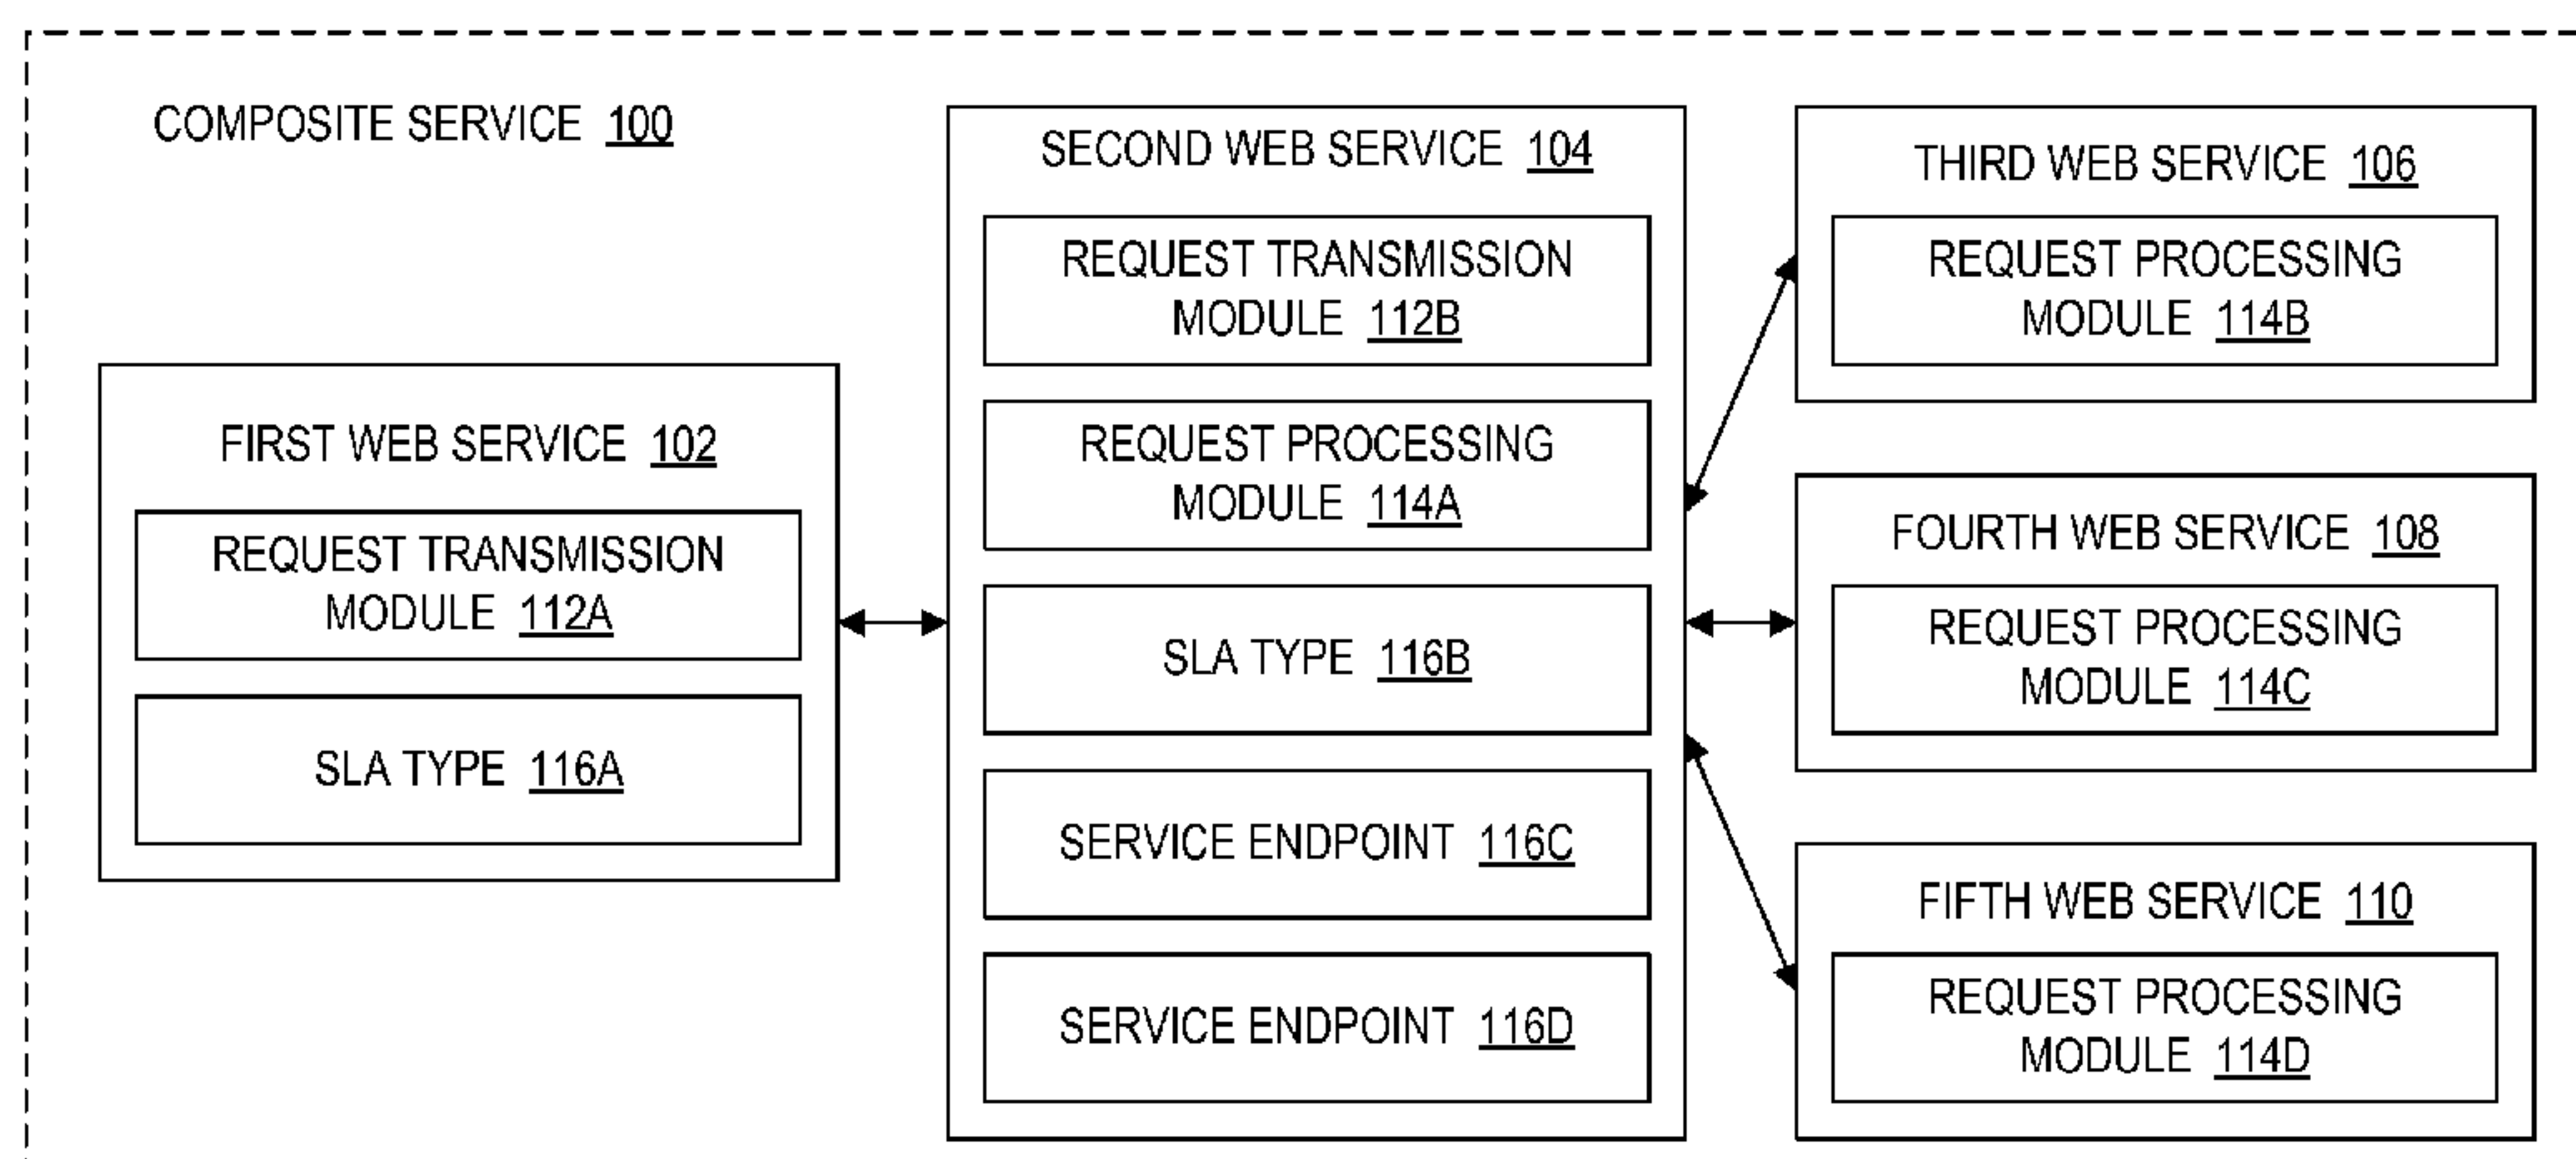 COMPOSITE SERVICE 100
FIRST WEB SERVICE 102
REQUEST TRANSMISSION
MODULE 112A
SLA TYPE 116A
SECOND WEB SERVICE 104
REQUEST TRANSMISSION
MODULE 112B
REQUEST PROCESSING
MODULE 114A
SLA TYPE 116B
SERVICE ENDPOINT 116C
SERVICE ENDPOINT 116D
THIRD WEB SERVICE 106
REQUEST PROCESSING
MODULE 114B
FOURTH WEB SERVICE 108
REQUEST PROCESSING
MODULE 114C
FIFTH WEB SERVICE 110
REQUEST PROCESSING
MODULE 114D